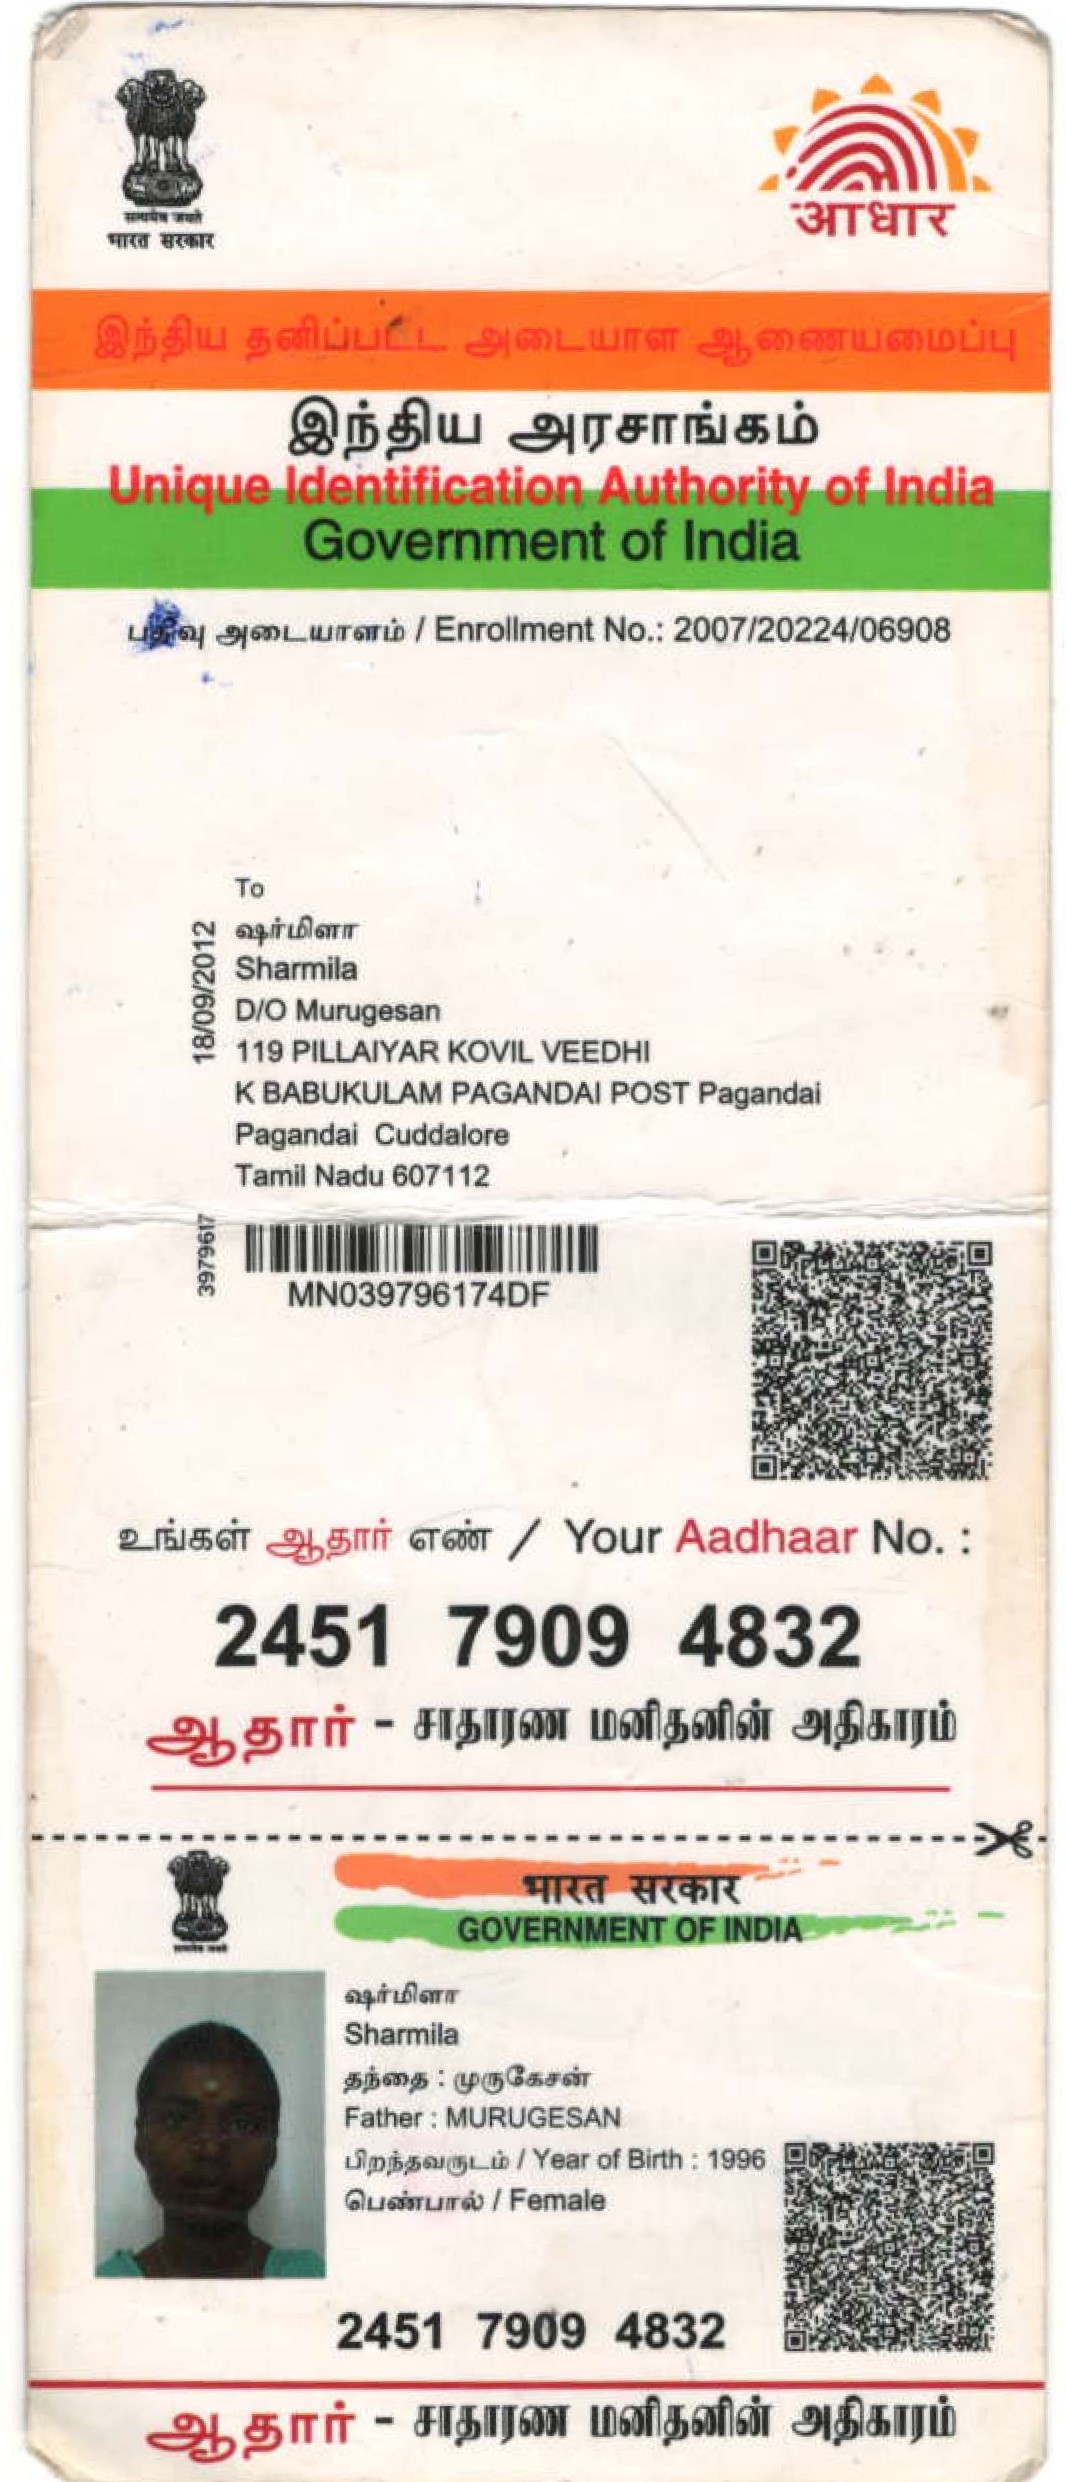 सत्यमेव जयते
भारत सरकार
आधार
இந்திய தனிப்பட்ட அடையாள ஆணையமைப்பு
இந்திய அரசாங்கம்
Unique Identification Authority of India
Government of India
பதிவு அடையாளம் / Enrollment No.: 2007/20224/06908
To
ஷர்மிளா
Sharmila
D/O Murugesan
119 PILLAIYAR KOVIL VEEDHI
K BABUKULAM PAGANDAI POST Pagandai
Pagandai Cuddalore
Tamil Nadu 607112
18/09/2012
3979617
MN039796174DF
உங்கள் ஆதார் எண் / Your Aadhaar No. :
2451 7909 4832
ஆதார் - சாதாரண மனிதனின் அதிகாரம்
सत्यमेव जयते
भारत सरकार
GOVERNMENT OF INDIA
ஷர்மிளா
Sharmila
தந்தை : முருகேசன்
Father : MURUGESAN
பிறந்தவருடம் / Year of Birth : 1996
பெண்பால் / Female
2451 7909 4832
ஆதார் - சாதாரண மனிதனின் அதிகாரம்